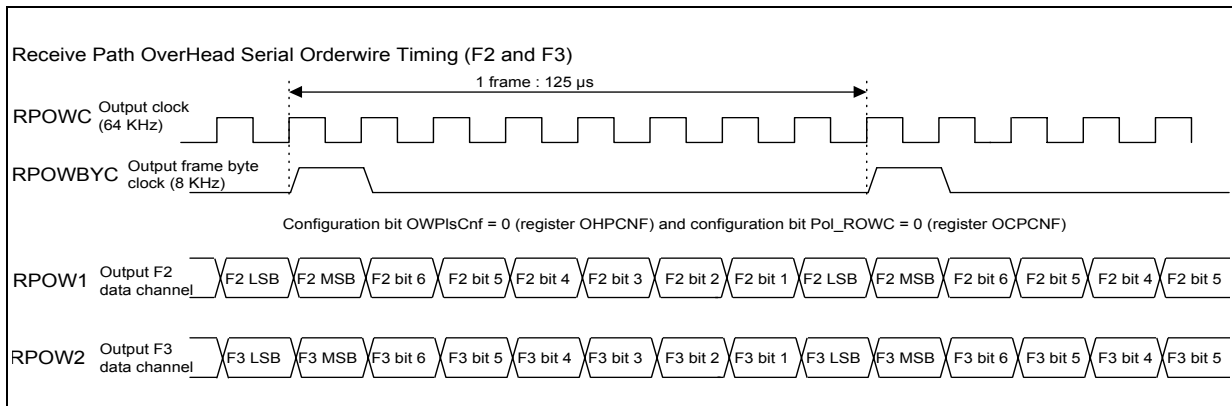 Receive Path OverHead Serial Orderwire Timing (F2 and F3)
1 frame : 125 µs
RPOWC Output clock
(64 KHz)
RPOWBYC Output frame byte
clock (8 KHz)
Configuration bit OWPlsCnf = 0 (register OHPCNF) and configuration bit Pol_ROWC = 0 (register OCPCNF)
RPOW1 Output F2
data channel
F2 LSB F2 MSB F2 bit 6 F2 bit 5 F2 bit 4 F2 bit 3 F2 bit 2 F2 bit 1 F2 LSB F2 MSB F2 bit 6 F2 bit 5 F2 bit 4 F2 bit 5
RPOW2 Output F3
data channel
F3 LSB F3 MSB F3 bit 6 F3 bit 5 F3 bit 4 F3 bit 3 F3 bit 2 F3 bit 1 F3 LSB F3 MSB F3 bit 6 F3 bit 5 F3 bit 4 F3 bit 5